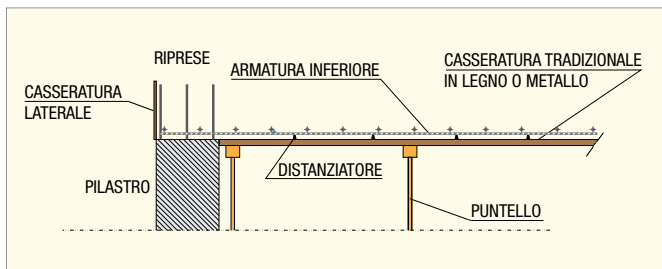 RIPRESE
CASSERATURA
LATERALE
ARMATURA INFERIORE
CASSERATURA TRADIZIONALE
IN LEGNO O METALLO
PILASTRO
DISTANZIATORE
PUNTELLO